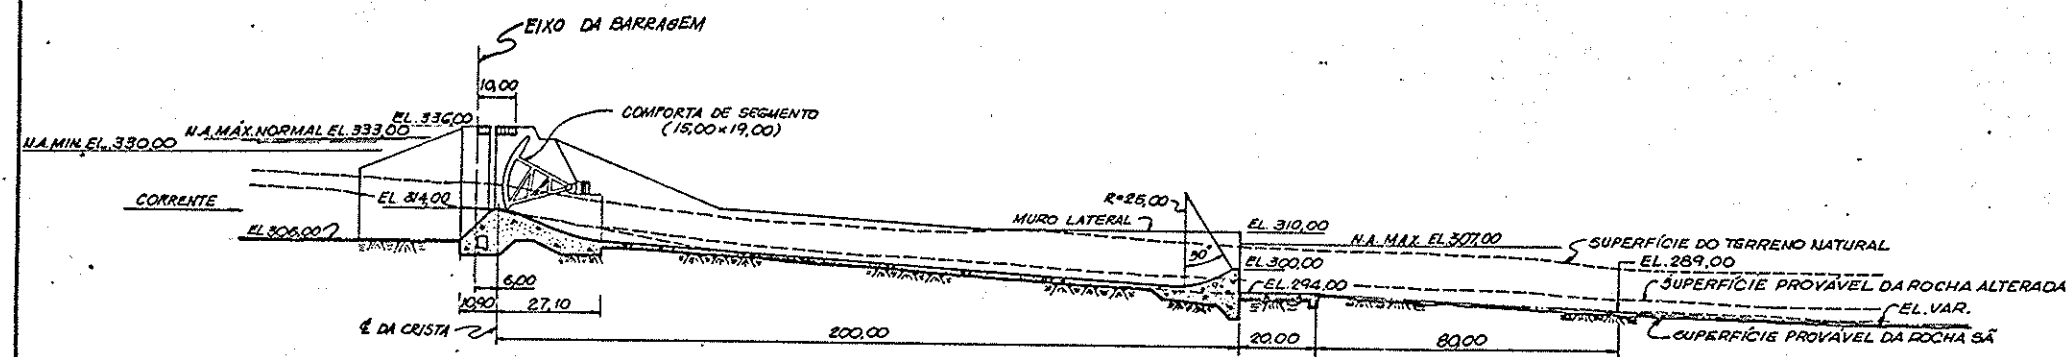 EIXO DA BARRAGEM
10,00
COMPORTA DE SEGMENTO
(15,00 x 19,00)
EL. 336,00
N.A. MÁX. NORMAL EL. 333,00
N.A. MIN. EL. 330,00
CORRENTE
EL. 314,00
EL. 306,00
R=25,00
MURO LATERAL
EL. 310,00
N.A. MAX. EL. 307,00
SUPERFÍCIE DO TERRENO NATURAL
50°
EL. 300,00
EL. 289,00
EL. 294,00
SUPERFÍCIE PROVÁVEL DA ROCHA ALTERADA
6,00
EL. VAR.
10,90
27,10
℄ DA CRISTA
200,00
20,00
80,00
SUPERFÍCIE PROVÁVEL DA ROCHA SÃ